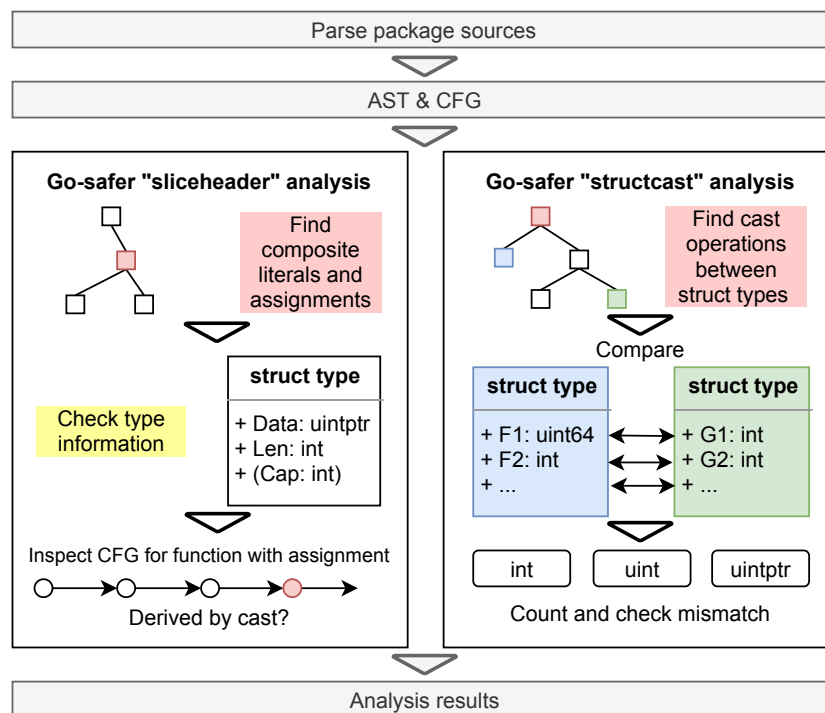 Parse package sources
AST & CFG
Go-safer "sliceheader" analysis
Find
composite
literals and
assignments
struct type
+ Data: uintptr
+ Len: int
+ (Cap: int)
Check type
information
Inspect CFG for function with assignment
Derived by cast?
Go-safer "structcast" analysis
Find cast
operations
between
struct types
Compare
struct type
+ F1: uint64
+ F2: int
+ ...
struct type
+ G1: int
+ G2: int
+ ...
int
uint
uintptr
Count and check mismatch
Analysis results